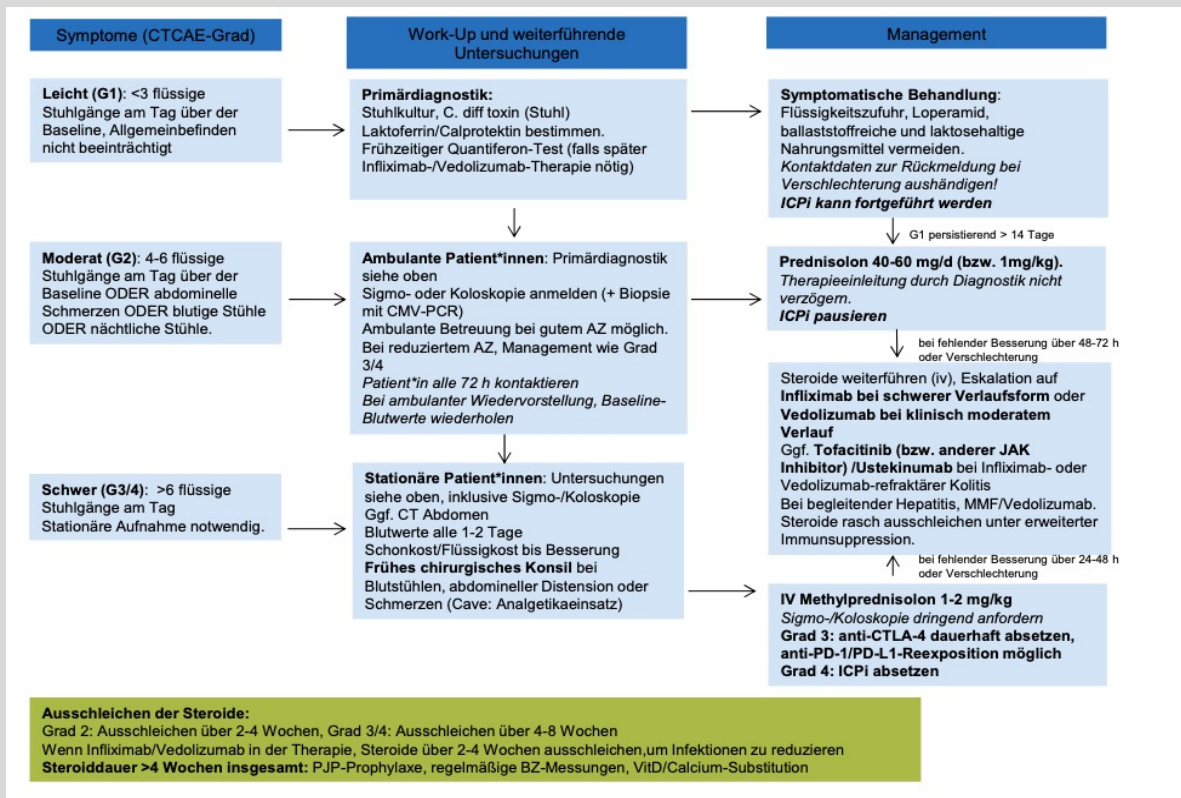 Symptome (CTCAE-Grad)
Work-Up und weiterführende
Untersuchungen
Management
Leicht (G1): <3 flüssige
Stuhlgänge am Tag über der
Baseline, Allgemeinbefinden
nicht beeinträchtigt
Primärdiagnostik:
Stuhlkultur, C. diff toxin (Stuhl)
Laktoferrin/Calprotektin bestimmen.
Frühzeitiger Quantiferon-Test (falls später
Infliximab-/Vedolizumab-Therapie nötig)
Symptomatische Behandlung:
Flüssigkeitszufuhr, Loperamid,
ballaststoffreiche und laktosehaltige
Nahrungsmittel vermeiden.
Kontaktdaten zur Rückmeldung bei
Verschlechterung aushändigen!
ICPi kann fortgeführt werden
G1 persistierend > 14 Tage
Moderat (G2): 4-6 flüssige
Stuhlgänge am Tag über der
Baseline ODER abdominelle
Schmerzen ODER blutige Stühle
ODER nächtliche Stühle.
Ambulante Patient*innen: Primärdiagnostik
siehe oben
Sigmo- oder Koloskopie anmelden (+ Biopsie
mit CMV-PCR)
Ambulante Betreuung bei gutem AZ möglich.
Bei reduziertem AZ, Management wie Grad
3/4
Patient*in alle 72 h kontaktieren
Bei ambulanter Wiedervorstellung, Baseline-
Blutwerte wiederholen
Prednisolon 40-60 mg/d (bzw. 1mg/kg).
Therapieeinleitung durch Diagnostik nicht
verzögern.
ICPi pausieren
bei fehlender Besserung über 48-72 h
oder Verschlechterung
Steroide weiterführen (iv), Eskalation auf
Infliximab bei schwerer Verlaufsform oder
Vedolizumab bei klinisch moderatem
Verlauf
Ggf. Tofacitinib (bzw. anderer JAK
Inhibitor) /Ustekinumab bei Infliximab- oder
Vedolizumab-refraktärer Kolitis
Bei begleitender Hepatitis, MMF/Vedolizumab.
Steroide rasch ausschleichen unter erweiterter
Immunsuppression.
Schwer (G3/4): >6 flüssige
Stuhlgänge am Tag
Stationäre Aufnahme notwendig.
Stationäre Patient*innen: Untersuchungen
siehe oben, inklusive Sigmo-/Koloskopie
Ggf. CT Abdomen
Blutwerte alle 1-2 Tage
Schonkost/Flüssigkost bis Besserung
Frühes chirurgisches Konsil bei
Blutstühlen, abdomineller Distension oder
Schmerzen (Cave: Analgetikaeinsatz)
bei fehlender Besserung über 24-48 h
oder Verschlechterung
IV Methylprednisolon 1-2 mg/kg
Sigmo-/Koloskopie dringend anfordern
Grad 3: anti-CTLA-4 dauerhaft absetzen,
anti-PD-1/PD-L1-Reexposition möglich
Grad 4: ICPi absetzen
Ausschleichen der Steroide:
Grad 2: Ausschleichen über 2-4 Wochen, Grad 3/4: Ausschleichen über 4-8 Wochen
Wenn Infliximab/Vedolizumab in der Therapie, Steroide über 2-4 Wochen ausschleichen,um Infektionen zu reduzieren
Steroiddauer >4 Wochen insgesamt: PJP-Prophylaxe, regelmäßige BZ-Messungen, VitD/Calcium-Substitution